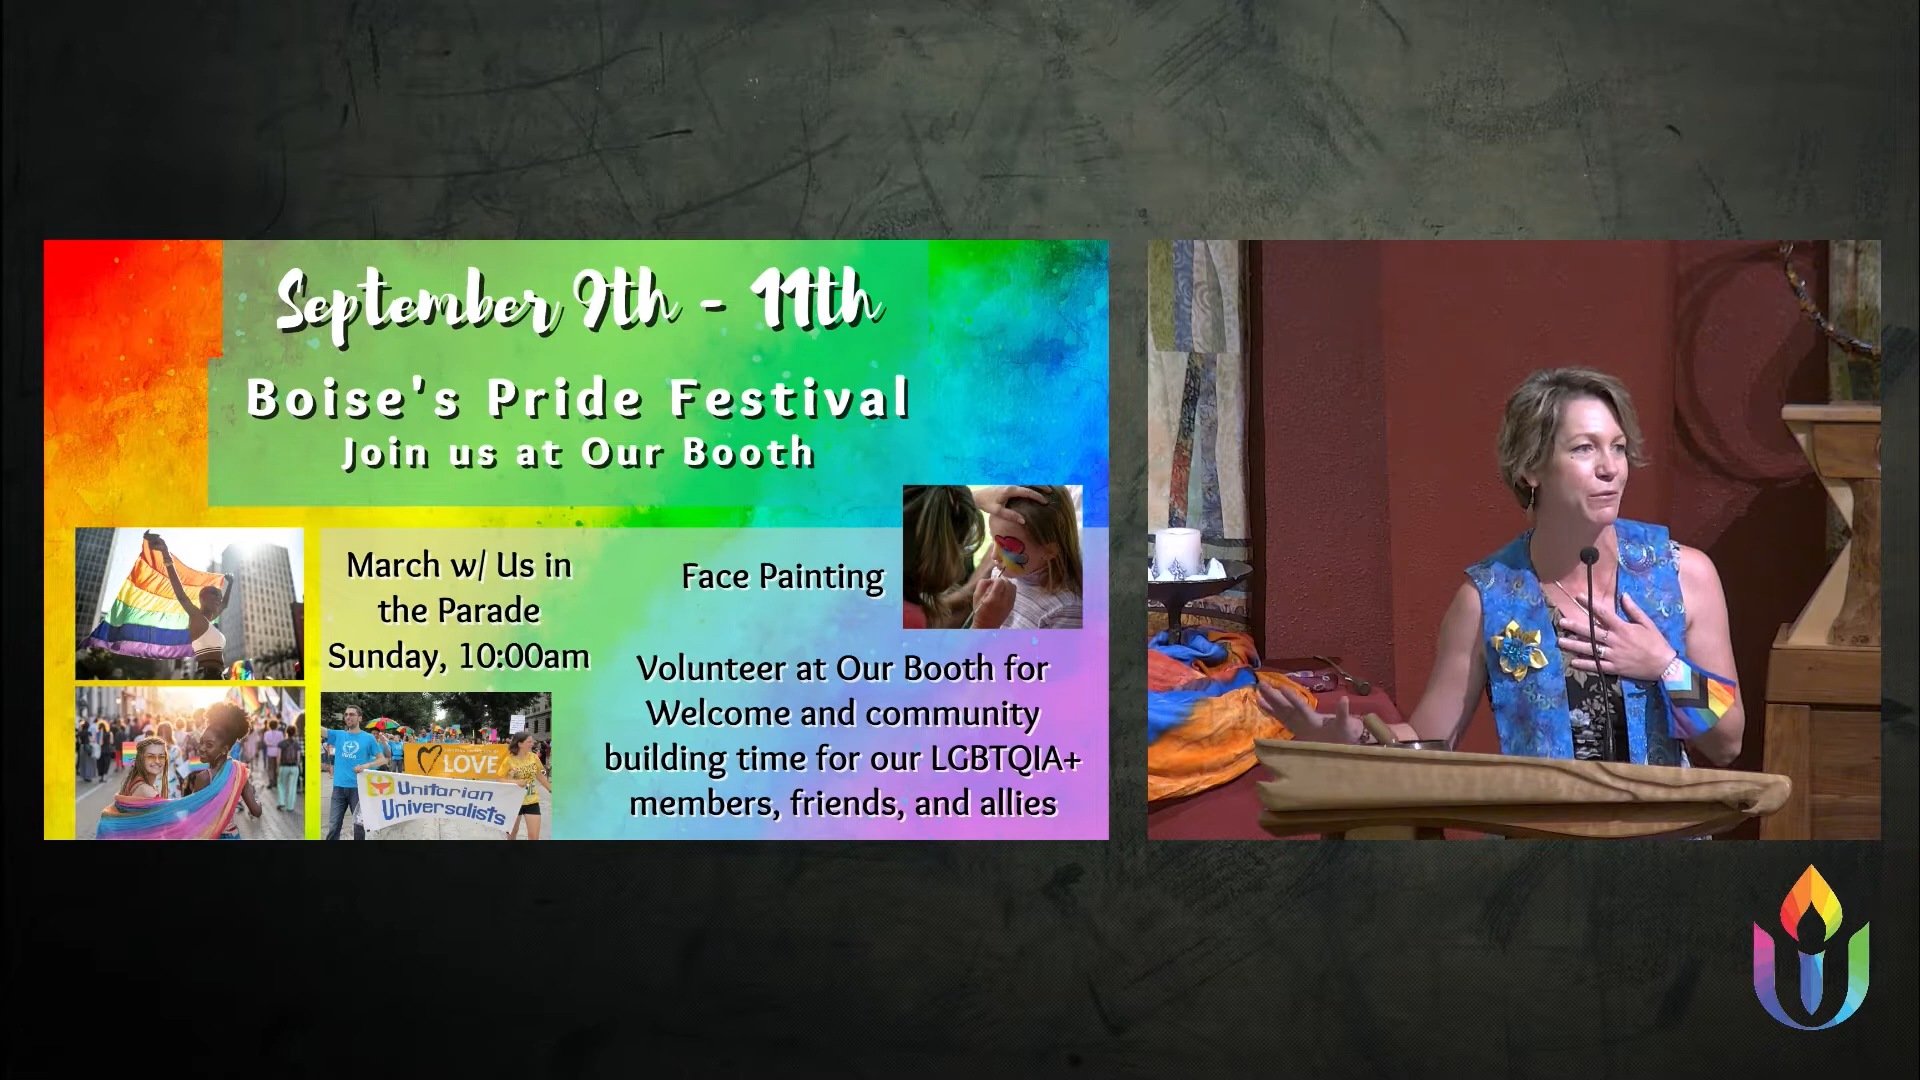 September 9th - 11th
Boise's Pride Festival
Join us at Our Booth
March w/ Us in
the Parade
Sunday, 10:00am
Face Painting
Volunteer at Our Booth for
Welcome and community
building time for our LGBTQIA+
members, friends, and allies
LOVE
Unitarian
Universalists